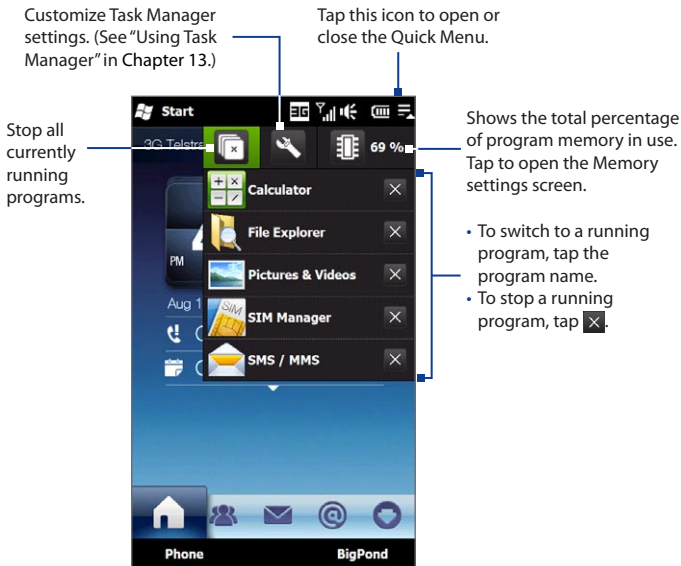 Customize Task Manager
settings. (See “Using Task
Manager” in Chapter 13.)
Tap this icon to open or
close the Quick Menu.
Stop all
currently
running
programs.
Start
3G
3G Telstra
69 %
Calculator
File Explorer
Pictures & Videos
SIM
SIM Manager
SMS / MMS
PM
Aug 1
Phone
BigPond
Shows the total percentage
of program memory in use.
Tap to open the Memory
settings screen.
• To switch to a running
program, tap the
program name.
• To stop a running
program, tap ×.